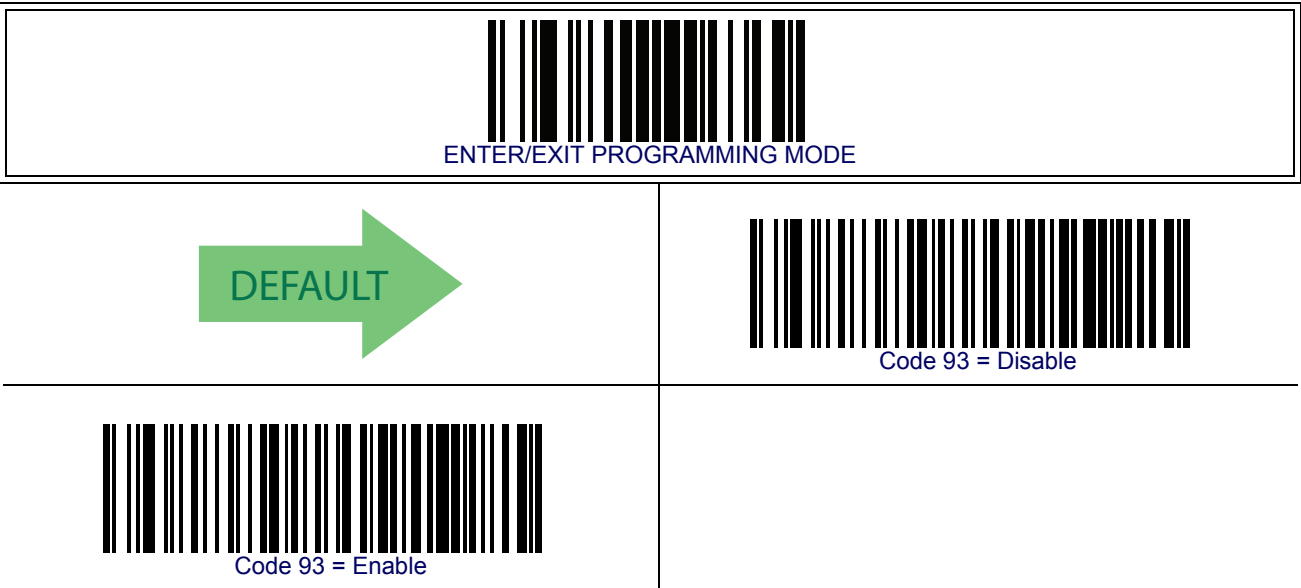 ENTER/EXIT PROGRAMMING MODE
DEFAULT
Code 93 = Disable
Code 93 = Enable